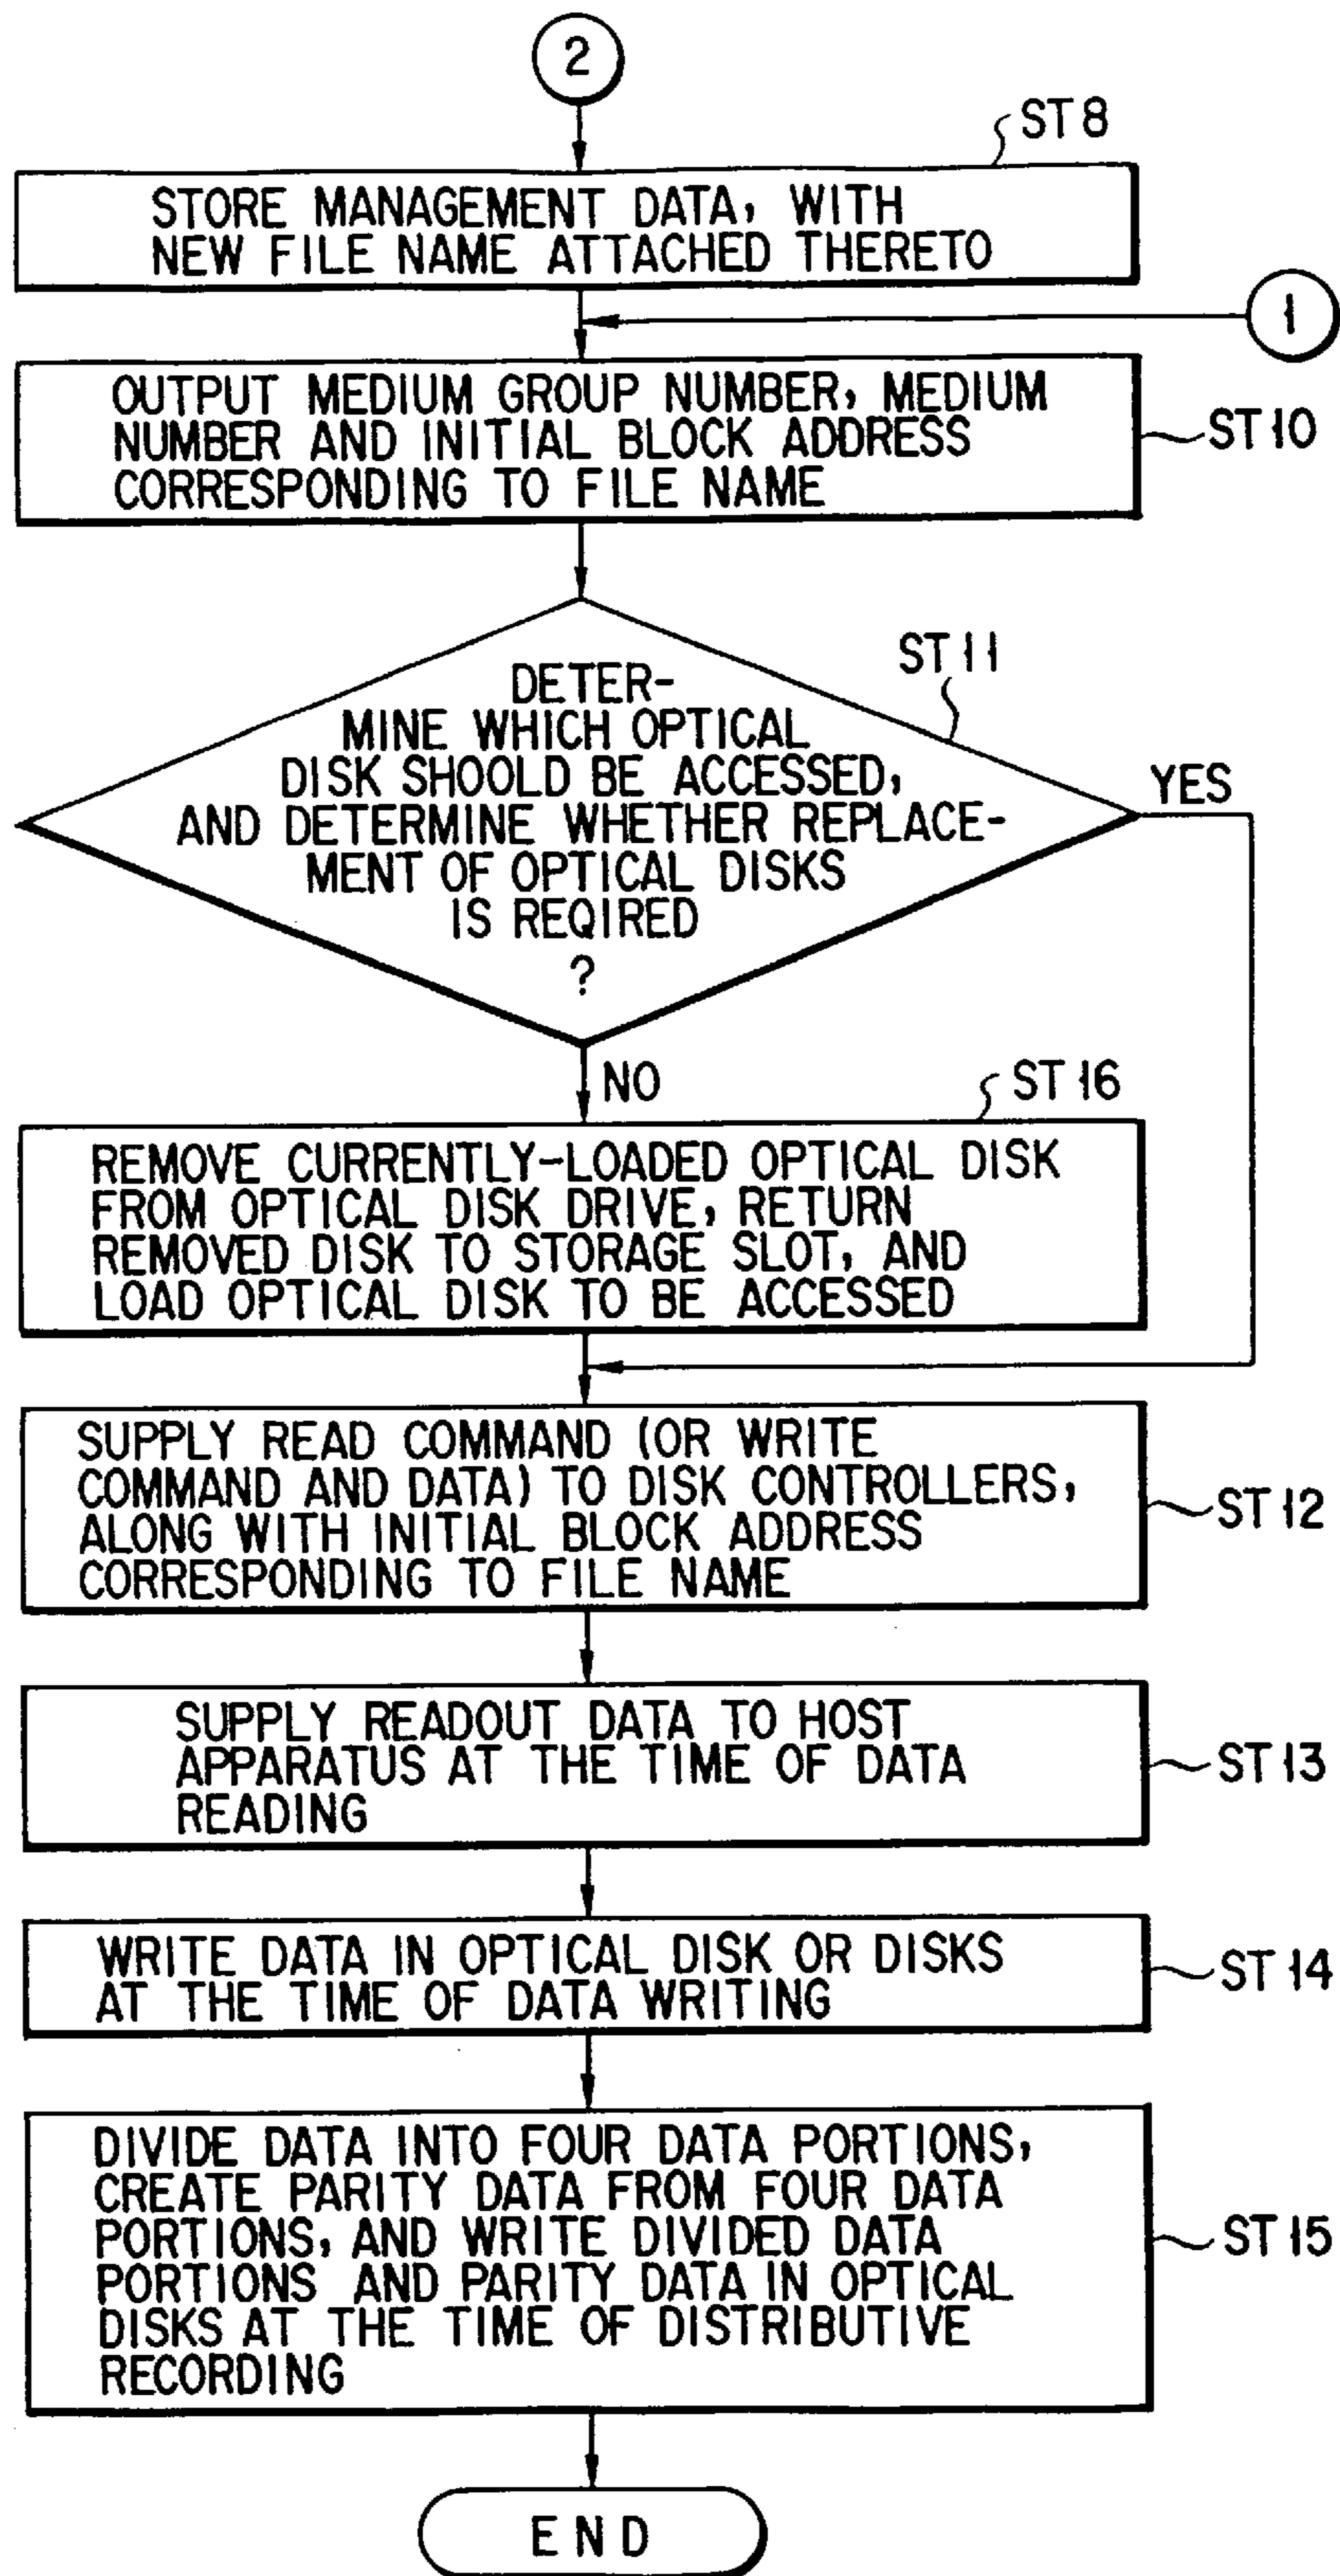 2
ST8
STORE MANAGEMENT DATA, WITH
NEW FILE NAME ATTACHED THERETO
1
OUTPUT MEDIUM GROUP NUMBER, MEDIUM
NUMBER AND INITIAL BLOCK ADDRESS
CORRESPONDING TO FILE NAME
ST10
ST11
DETER-
MINE WHICH OPTICAL
DISK SHOOLD BE ACCESSED,
AND DETERMINE WHETHER REPLACE-
MENT OF OPTICAL DISKS
IS REQIRED
?
YES
NO
ST16
REMOVE CURRENTLY-LOADED OPTICAL DISK
FROM OPTICAL DISK DRIVE, RETURN
REMOVED DISK TO STORAGE SLOT, AND
LOAD OPTICAL DISK TO BE ACCESSED
SUPPLY READ COMMAND (OR WRITE
COMMAND AND DATA) TO DISK CONTROLLERS,
ALONG WITH INITIAL BLOCK ADDRESS
CORRESPONDING TO FILE NAME
ST12
SUPPLY READOUT DATA TO HOST
APPARATUS AT THE TIME OF DATA
READING
ST13
WRITE DATA IN OPTICAL DISK OR DISKS
AT THE TIME OF DATA WRITING
ST14
DIVIDE DATA INTO FOUR DATA PORTIONS,
CREATE PARITY DATA FROM FOUR DATA
PORTIONS, AND WRITE DIVIDED DATA
PORTIONS AND PARITY DATA IN OPTICAL
DISKS AT THE TIME OF DISTRIBUTIVE
RECORDING
ST15
END